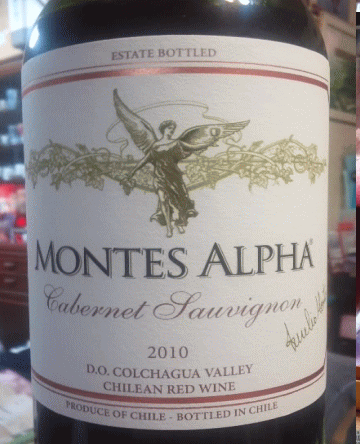 ESTATE BOTTLED
MONTES ALPHA®
Cabernet Sauvignon
2010
D.O. COLCHAGUA VALLEY
CHILEAN RED WINE
PRODUCE OF CHILE - BOTTLED IN CHILE